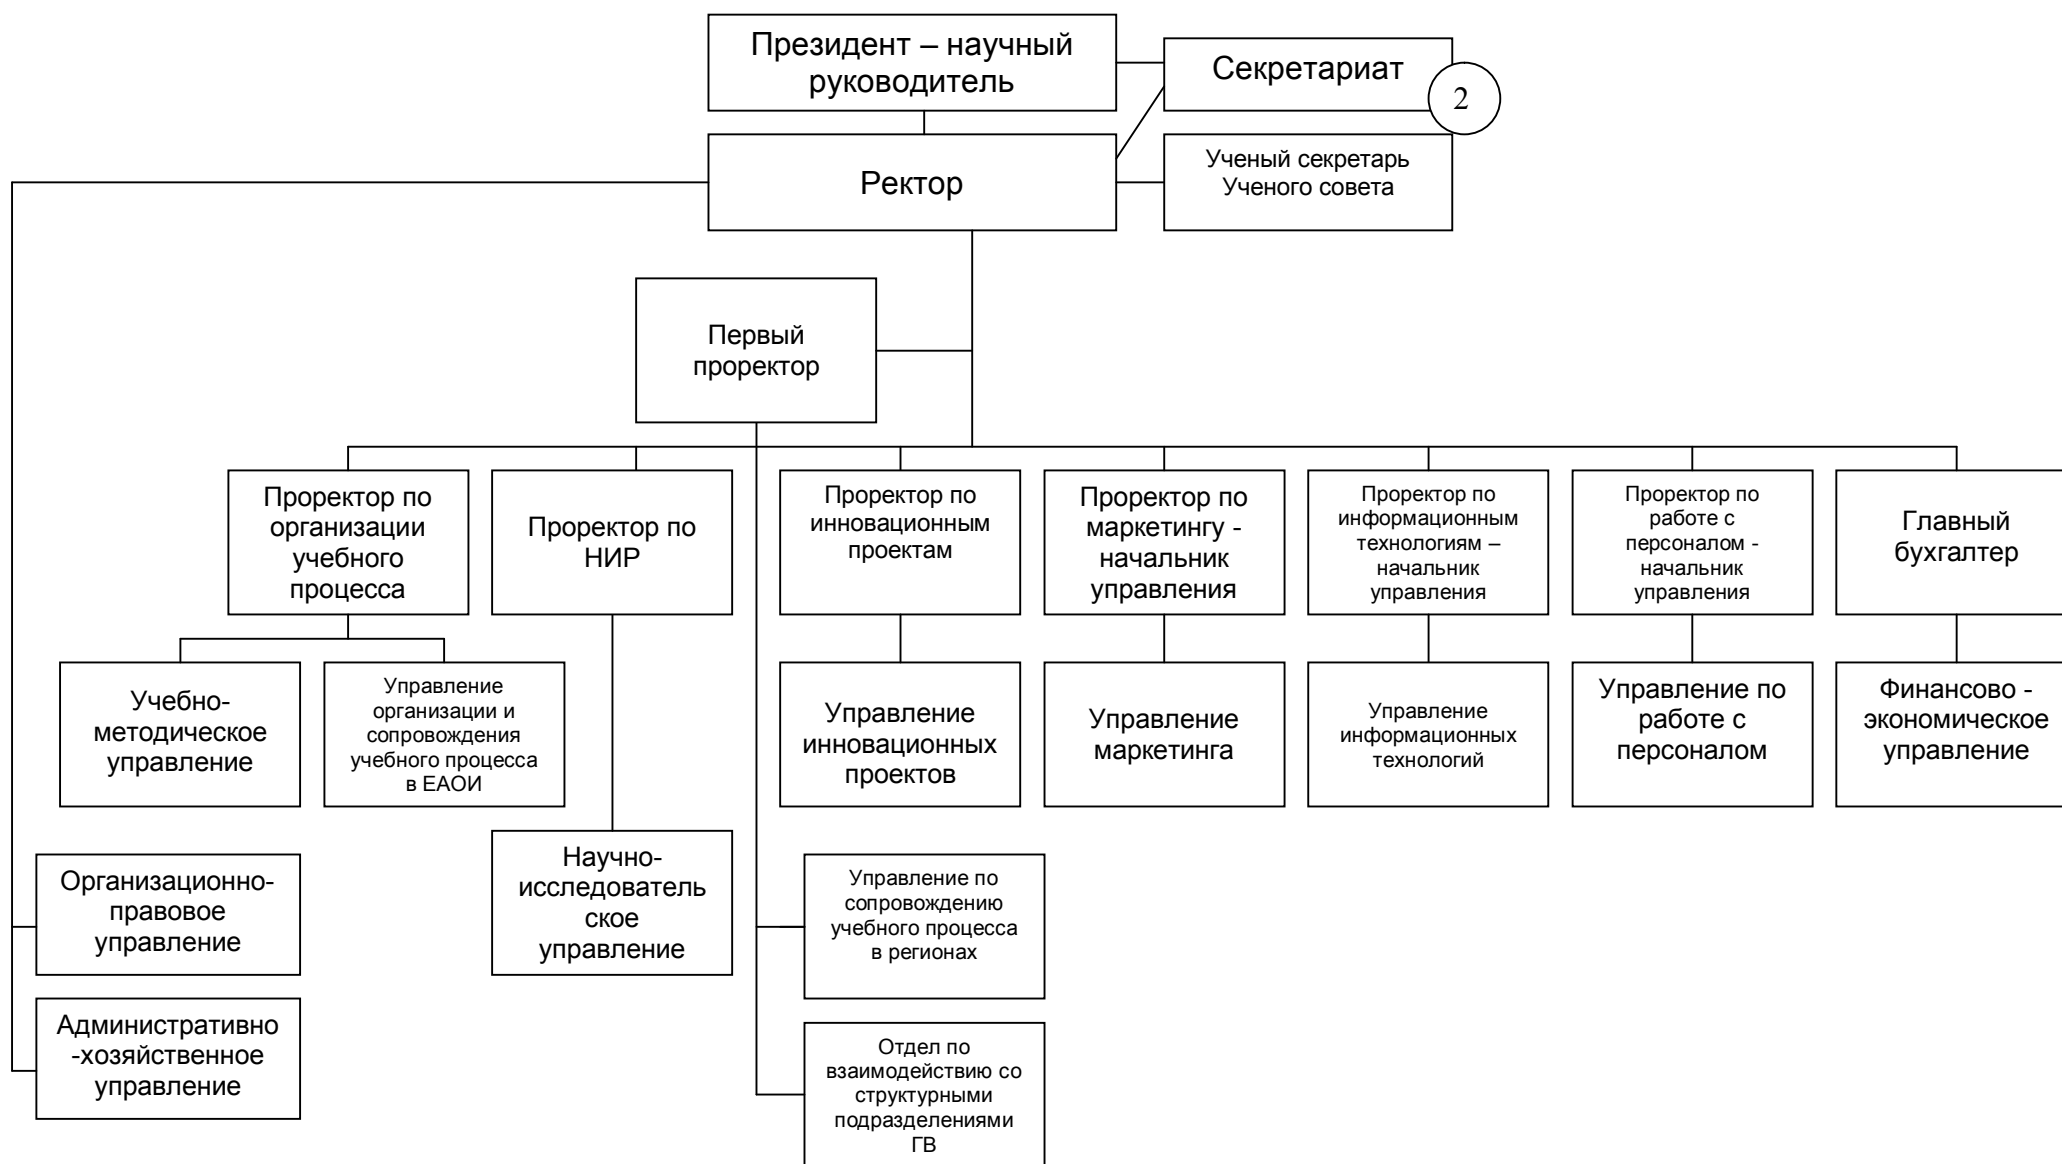 Президент – научный
руководитель
Секретариат
2
Ректор
Ученый секретарь
Ученого совета
Первый
проректор
Проректор по
организации
учебного
процесса
Проректор по
НИР
Проректор по
инновационным
проектам
Проректор по
маркетингу -
начальник
управления
Проректор по
информационным
технологиям –
начальник
управления
Проректор по
работе с
персоналом -
начальник
управления
Главный
бухгалтер
Учебно-
методическое
управление
Управление
организации и
сопровождения
учебного процесса
в ЕАОИ
Управление
инновационных
проектов
Управление
маркетинга
Управление
информационных
технологий
Управление по
работе с
персоналом
Финансово -
экономическое
управление
Организационно-
правовое
управление
Научно-
исследователь
ское
управление
Управление по
сопровождению
учебного процесса
в регионах
Административно
-хозяйственное
управление
Отдел по
взаимодействию со
структурными
подразделениями
ГВ